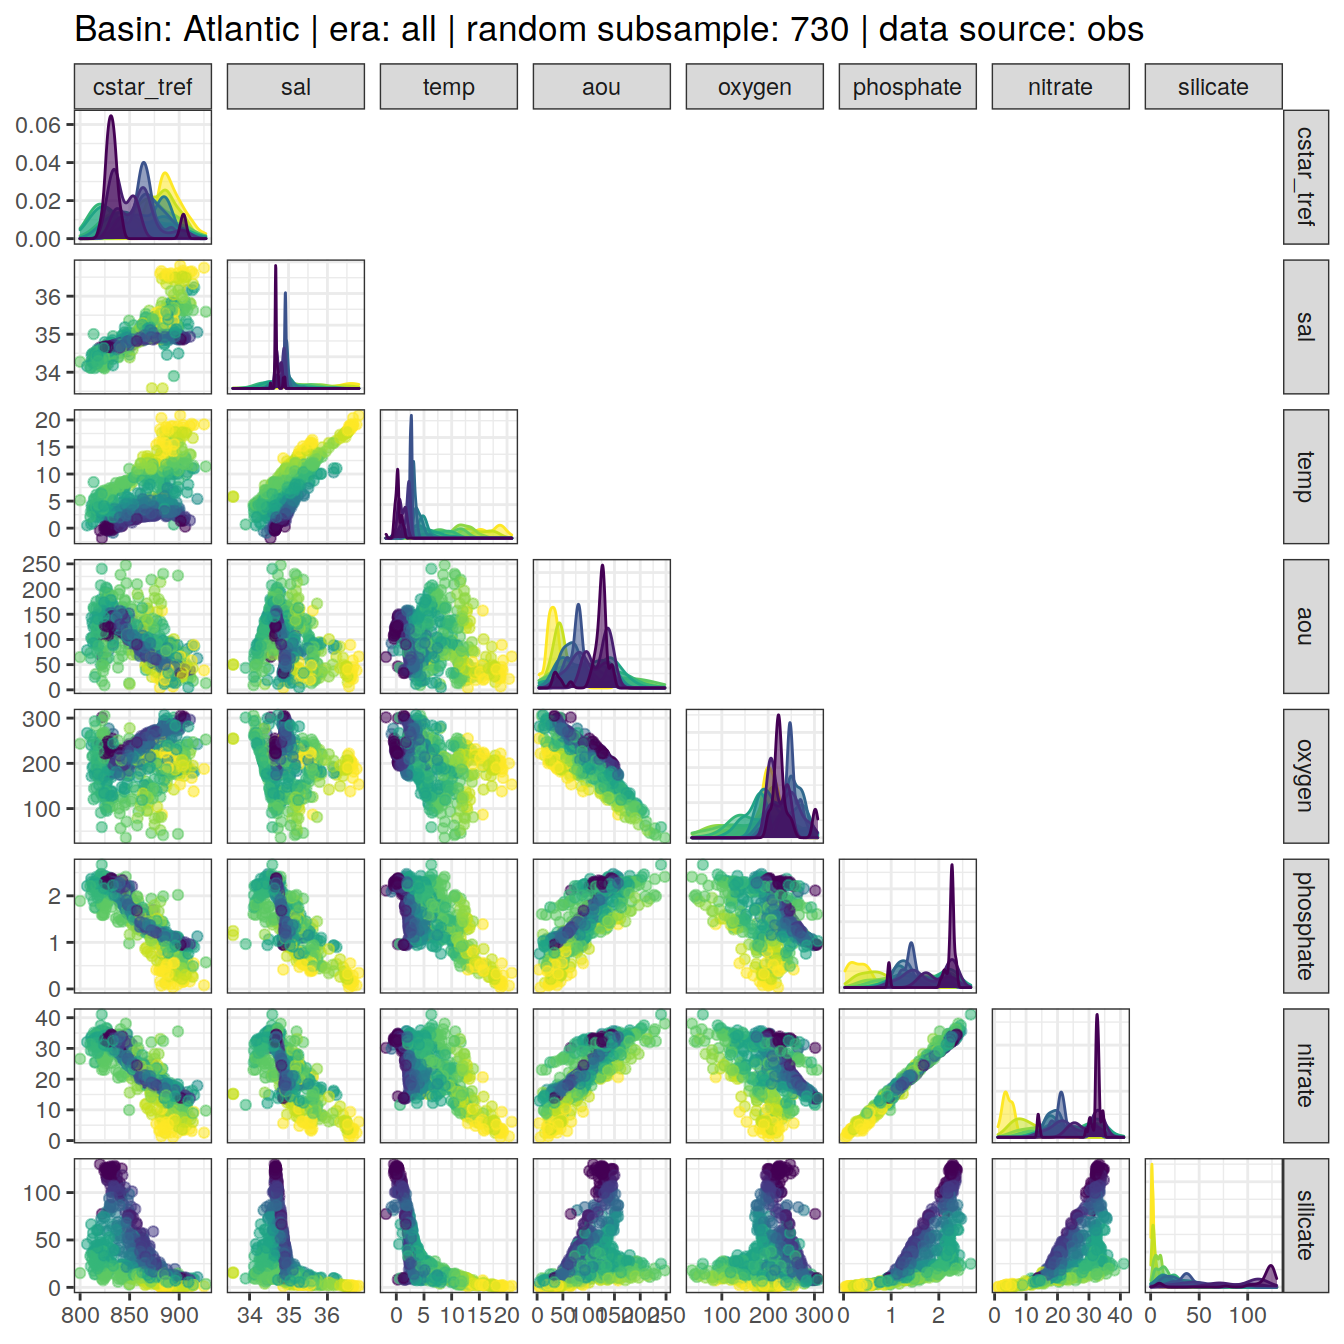 Basin: Atlantic | era: all | random subsample: 730 | data source: obs
cstar_tref sal temp aou oxygen phosphate nitrate silicate
0.06
0.04
0.02
0.00
cstar_tref
36
35
34
sal
20
15
10
5
0
temp
250
200
150
100
50
0
aou
300
200
100
oxygen
2
1
0
phosphate
40
30
20
10
0
nitrate
100
50
0
silicate
800 850 900 34 35 36 0 5 10 15 20 0 50 100 150 200 250 100 200 300 0 1 2 0 10 20 30 40 0 50 100